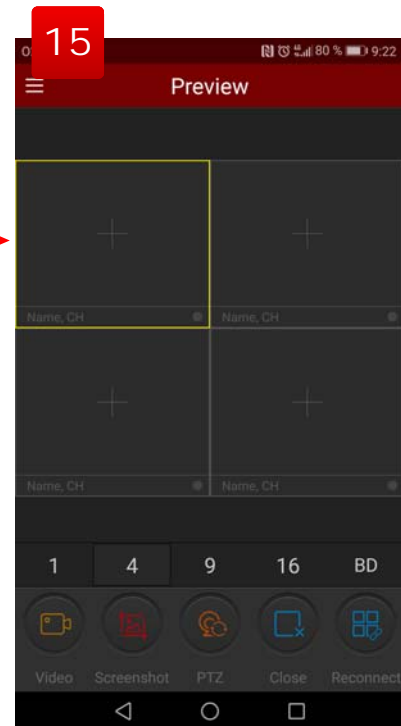 15
80 % 9:22
Preview
Name, CH Name, CH
Name, CH Name, CH
1 4 9 16 BD
Video Screenshot PTZ Close Reconnect